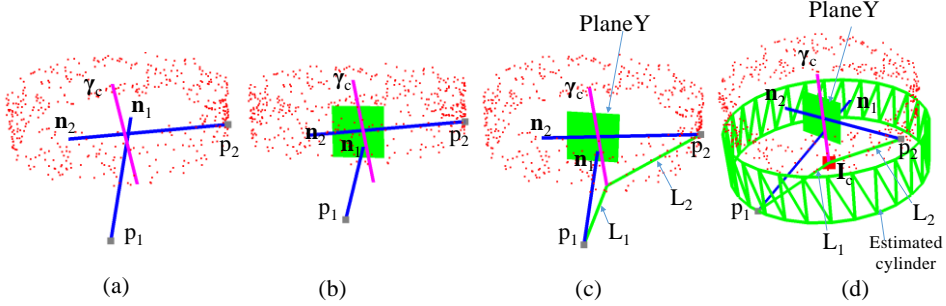 γc
n1
n2
p2
p1
(a)
γc
n2
n1
p2
p1
(b)
PlaneY
γc
n2
n1
p2
p1
L2
L1
(c)
PlaneY
γc
n2
n1
p2
Ic
p1
L1
L2
Estimated
cylinder
(d)